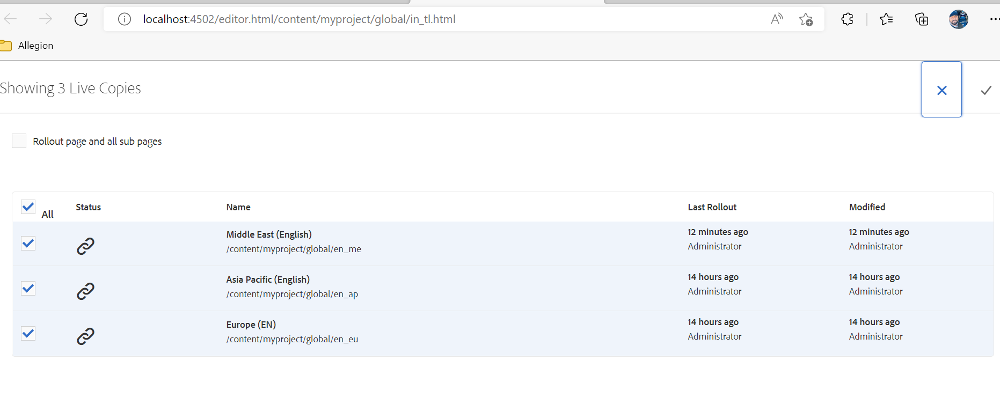 localhost:4502/editor.html/content/myproject/global/in_tl.html
Allegion
Showing 3 Live Copies
Rollout page and all sub pages
All Status Name Last Rollout Modified
Middle East (English) 12 minutes ago 12 minutes ago
/content/myproject/global/en_me Administrator Administrator
Asia Pacific (English) 14 hours ago 14 hours ago
/content/myproject/global/en_ap Administrator Administrator
Europe (EN) 14 hours ago 14 hours ago
/content/myproject/global/en_eu Administrator Administrator